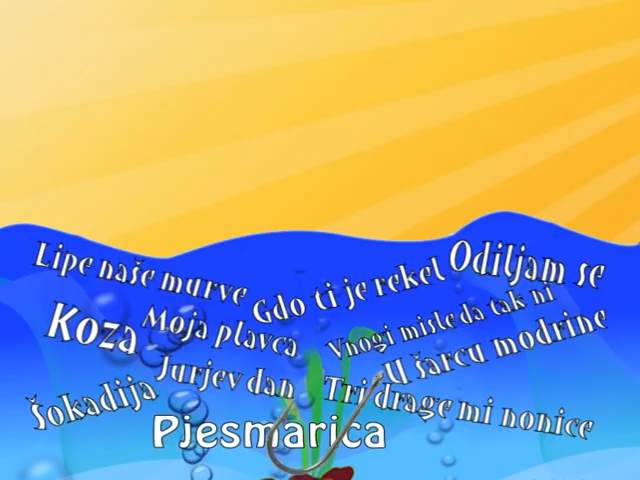 Lipe naše murve
Gdo ti je rekel
Odiljam se
Koza
Moja plavca
Vnogi misle da tak ni
Jurjev dan
U šarcu modrine
Šokadija
Tri drage mi nonice
Pjesmarica